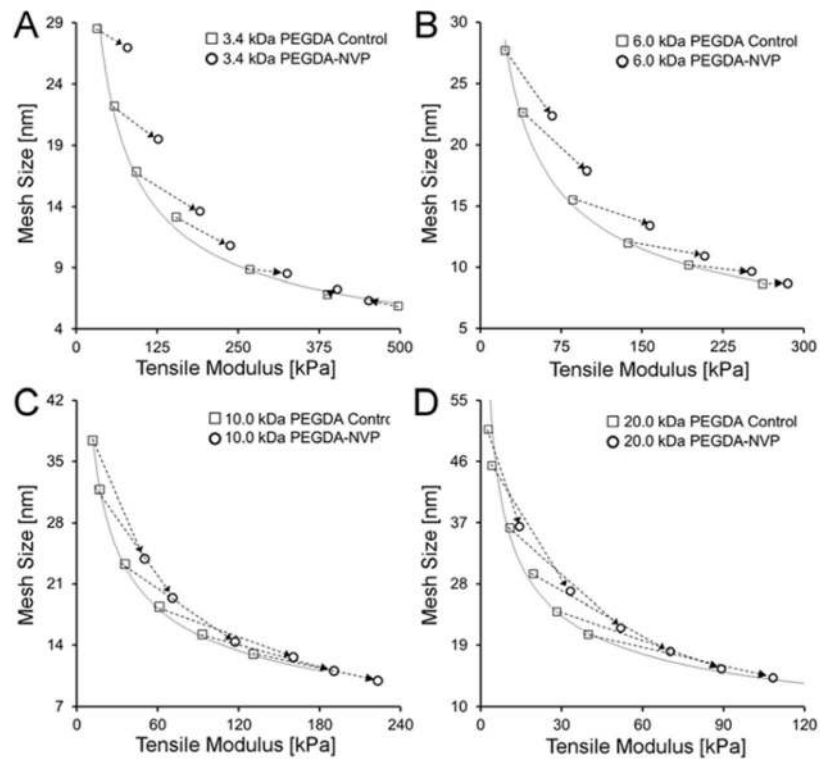 A
3.4 kDa PEGDA Control
3.4 kDa PEGDA-NVP
Mesh Size [nm]
29
24
19
14
9
4
0
125
250
375
500
Tensile Modulus [kPa]
B
6.0 kDa PEGDA Control
6.0 kDa PEGDA-NVP
Mesh Size [nm]
30
25
20
15
10
5
0
75
150
225
300
Tensile Modulus [kPa]
C
10.0 kDa PEGDA Contrc
10.0 kDa PEGDA-NVP
Mesh Size [nm]
42
35
28
21
14
7
0
60
120
180
240
Tensile Modulus [kPa]
D
20.0 kDa PEGDA Control
20.0 kDa PEGDA-NVP
Mesh Size [nm]
55
46
37
28
19
10
0
30
60
90
120
Tensile Modulus [kPa]